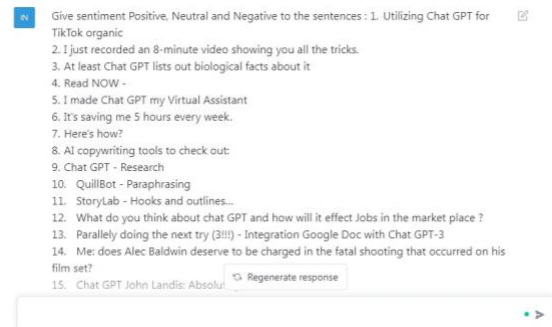 IN
Give sentiment Positive, Neutral and Negative to the sentences : 1. Utilizing Chat GPT for
TikTok organic
2. I just recorded an 8-minute video showing you all the tricks.
3. At least Chat GPT lists out biological facts about it
4. Read NOW -
5. I made Chat GPT my Virtual Assistant
6. It's saving me 5 hours every week.
7. Here's how?
8. AI copywriting tools to check out:
9. Chat GPT - Research
10. QuillBot - Paraphrasing
11. StoryLab - Hooks and outlines...
12. What do you think about chat GPT and how will it effect Jobs in the market place ?
13. Parallely doing the next try (3!!!) - Integration Google Doc with Chat GPT-3
14. Me: does Alec Baldwin deserve to be charged in the fatal shooting that occurred on his
film set?
15. Chat GPT John Landis:
Regenerate response